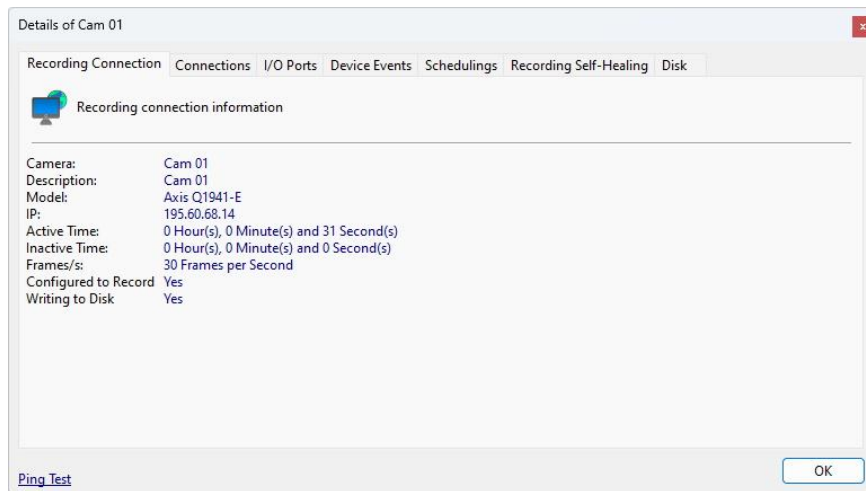 Details of Cam 01
Recording Connection Connections I/O Ports Device Events Schedulings Recording Self-Healing Disk
Recording connection information
Camera: Cam 01
Description: Cam 01
Model: Axis Q1941-E
IP: 195.60.68.14
Active Time: 0 Hour(s), 0 Minute(s) and 31 Second(s)
Inactive Time: 0 Hour(s), 0 Minute(s) and 0 Second(s)
Frames/s: 30 Frames per Second
Configured to Record Yes
Writing to Disk Yes
Ping Test OK